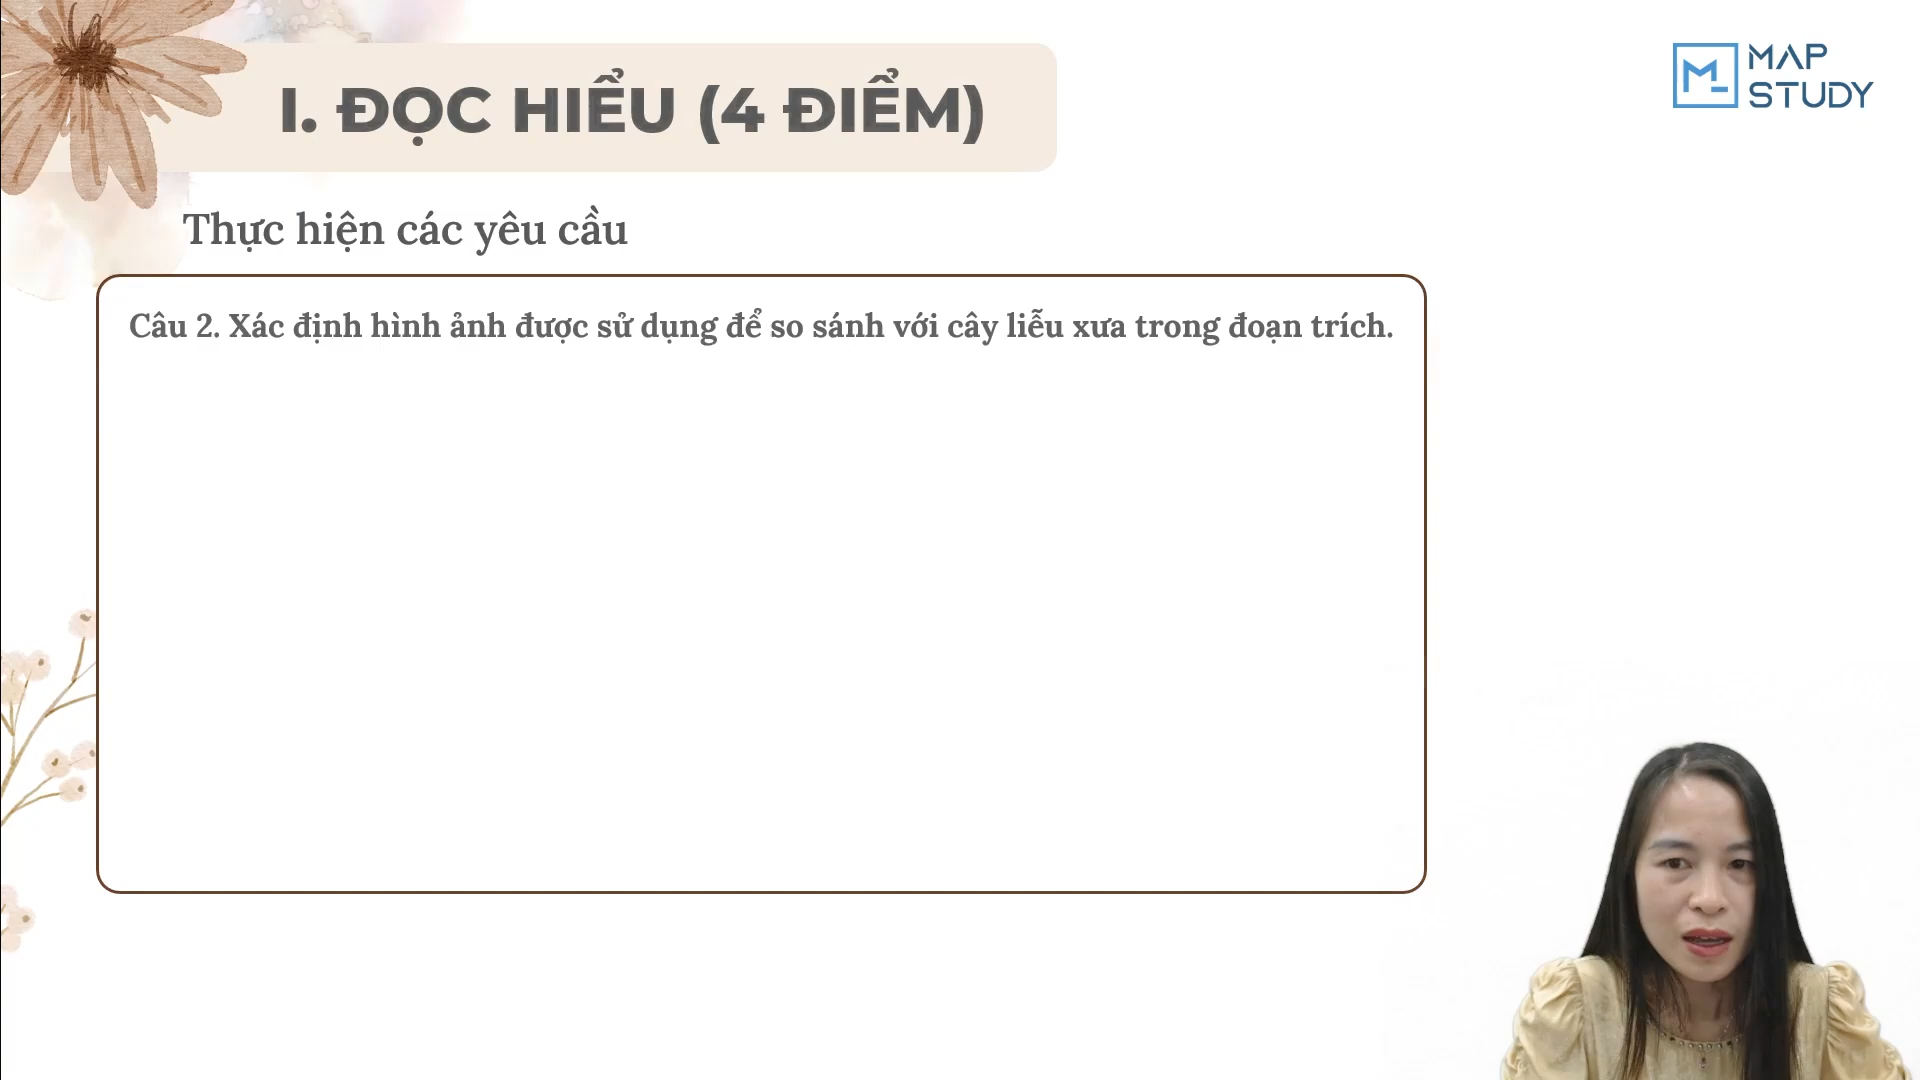 I. ĐỌC HIỂU (4 ĐIỂM)
MAP
STUDY
Thực hiện các yêu cầu
Câu 2. Xác định hình ảnh được sử dụng để so sánh với cây liễu xưa trong đoạn trích.